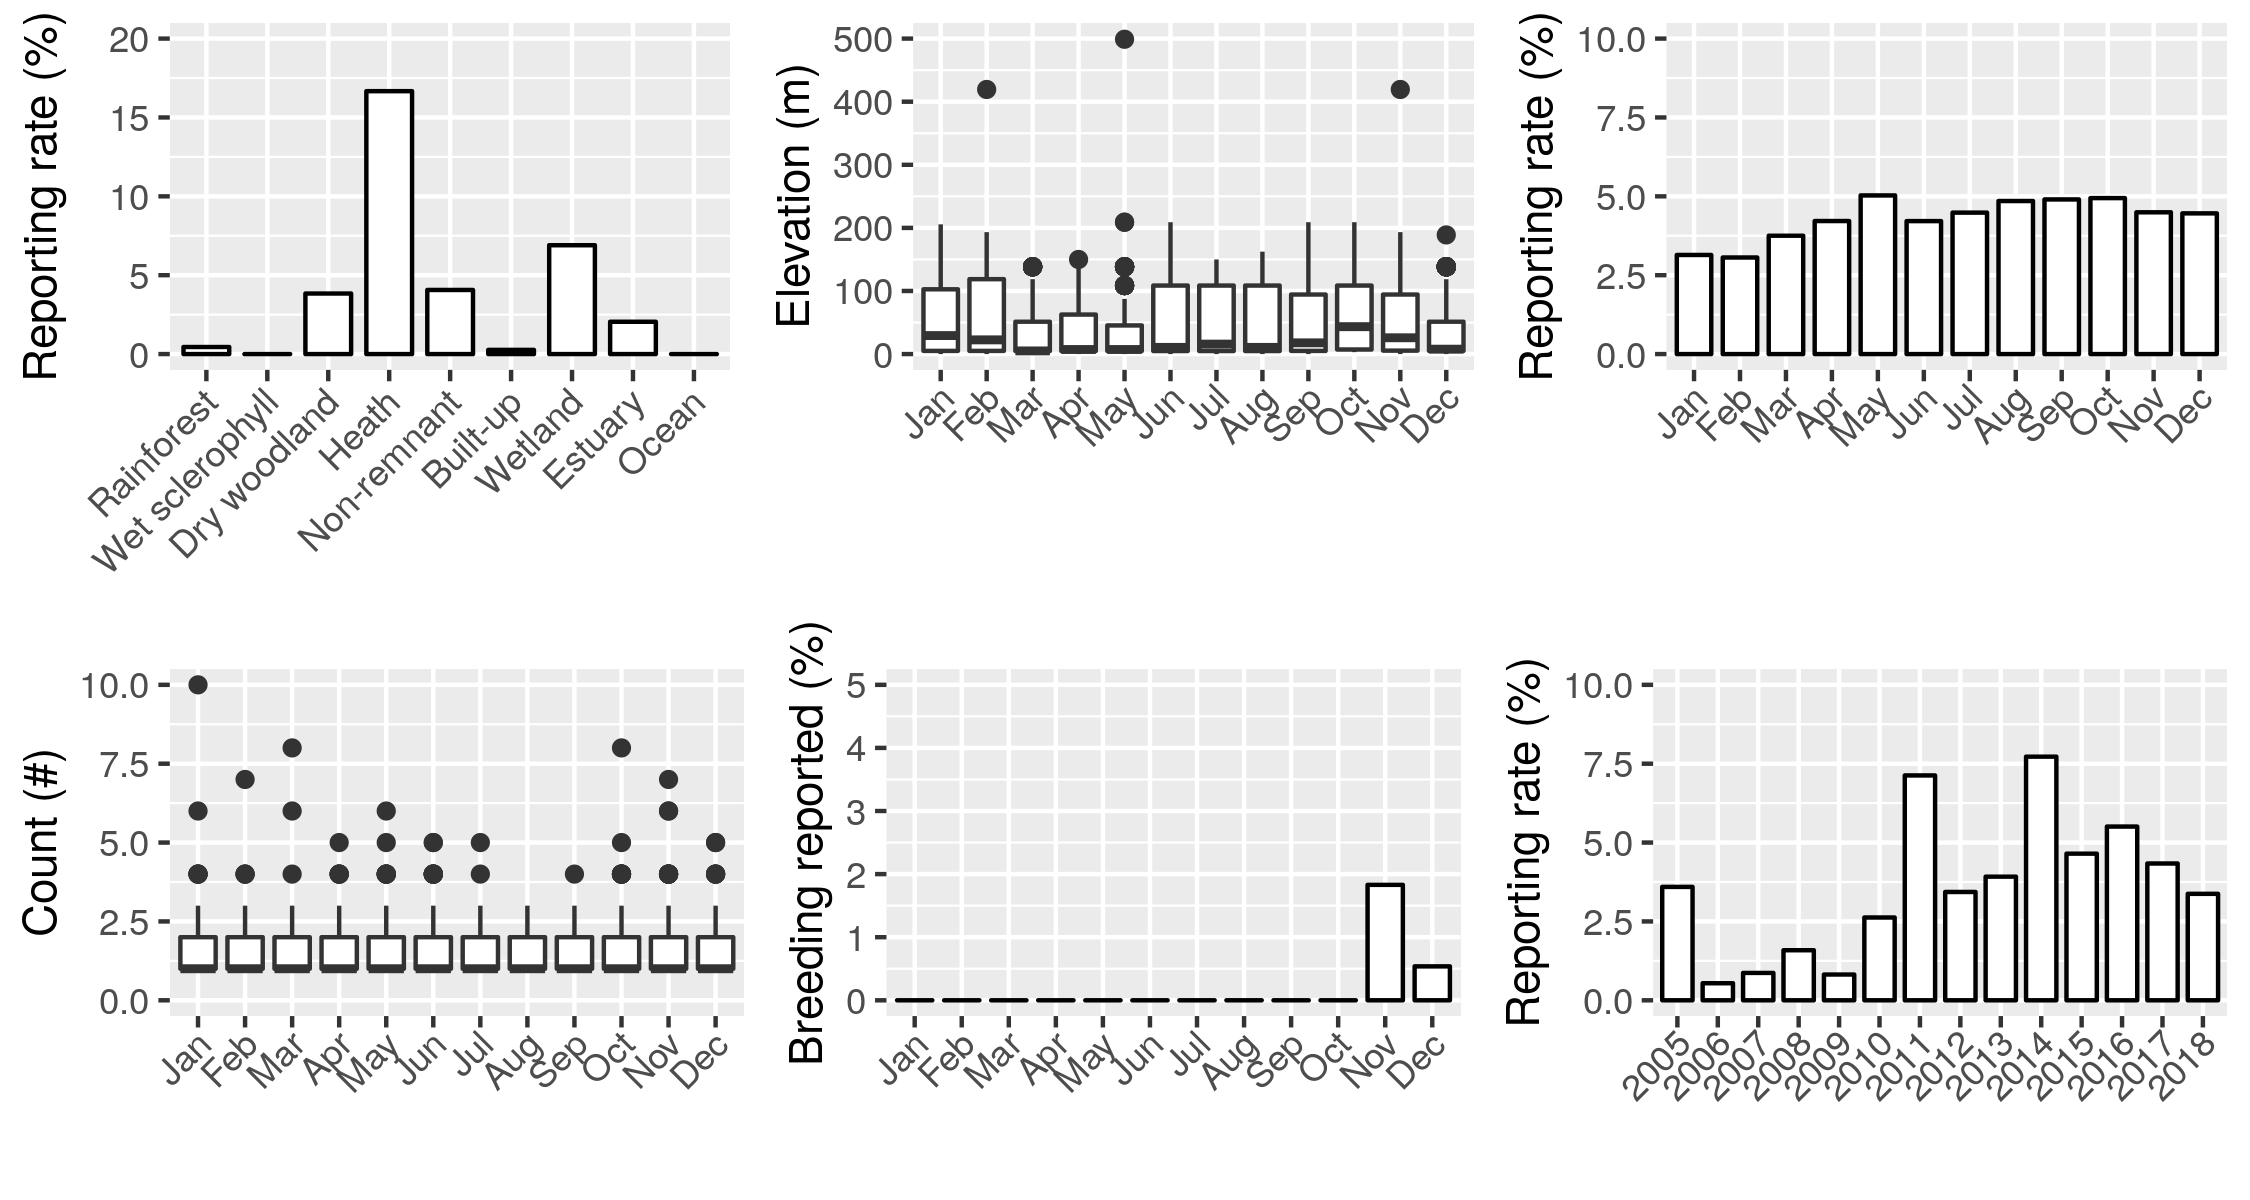 Reporting rate (%)
20
15
10
5
0
Rainforest
Wet sclerophyll
Dry woodland
Heath
Non-remnant
Built-up
Wetland
Estuary
Ocean
Elevation (m)
500
400
300
200
100
0
Jan
Feb
Mar
Apr
May
Jun
Jul
Aug
Sep
Oct
Nov
Dec
Reporting rate (%)
10.0
7.5
5.0
2.5
0.0
Jan
Feb
Mar
Apr
May
Jun
Jul
Aug
Sep
Oct
Nov
Dec
Count (#)
10.0
7.5
5.0
2.5
0.0
Jan
Feb
Mar
Apr
May
Jun
Jul
Aug
Sep
Oct
Nov
Dec
Breeding reported (%)
5
4
3
2
1
0
Jan
Feb
Mar
Apr
May
Jun
Jul
Aug
Sep
Oct
Nov
Dec
Reporting rate (%)
10.0
7.5
5.0
2.5
0.0
2005
2006
2007
2008
2009
2010
2011
2012
2013
2014
2015
2016
2017
2018